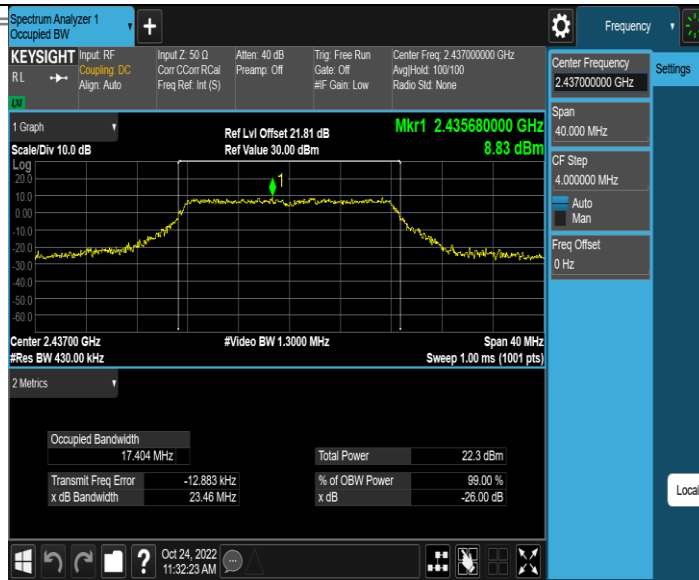 Spectrum Analyzer 1
Occupied BW
Frequency
KEYSIGHT
RL
LXI
Input: RF
Coupling: DC
Align: Auto
Input Z: 50 Ω
Corr CCorr RCal
Freq Ref: Int (S)
Atten: 40 dB
Preamp: Off
Trig: Free Run
Gate: Off
#IF Gain: Low
Center Freq: 2.437000000 GHz
Avg|Hold: 100/100
Radio Std: None
Center Frequency
2.437000000 GHz
Settings
Span
40.000 MHz
CF Step
4.000000 MHz
Auto
Man
Freq Offset
0 Hz
Local
1 Graph
Scale/Div 10.0 dB
Ref Lvl Offset 21.81 dB
Ref Value 30.00 dBm
Mkr1 2.435680000 GHz
8.83 dBm
Log
20.0
10.0
0.00
-10.0
-20.0
-30.0
-40.0
-50.0
-60.0
1
Center 2.43700 GHz
#Res BW 430.00 kHz
#Video BW 1.3000 MHz
Span 40 MHz
Sweep 1.00 ms (1001 pts)
2 Metrics
Occupied Bandwidth
17.404 MHz
Total Power 22.3 dBm
Transmit Freq Error -12.883 kHz
% of OBW Power 99.00 %
x dB Bandwidth 23.46 MHz
x dB -26.00 dB
?
Oct 24, 2022
11:32:23 AM